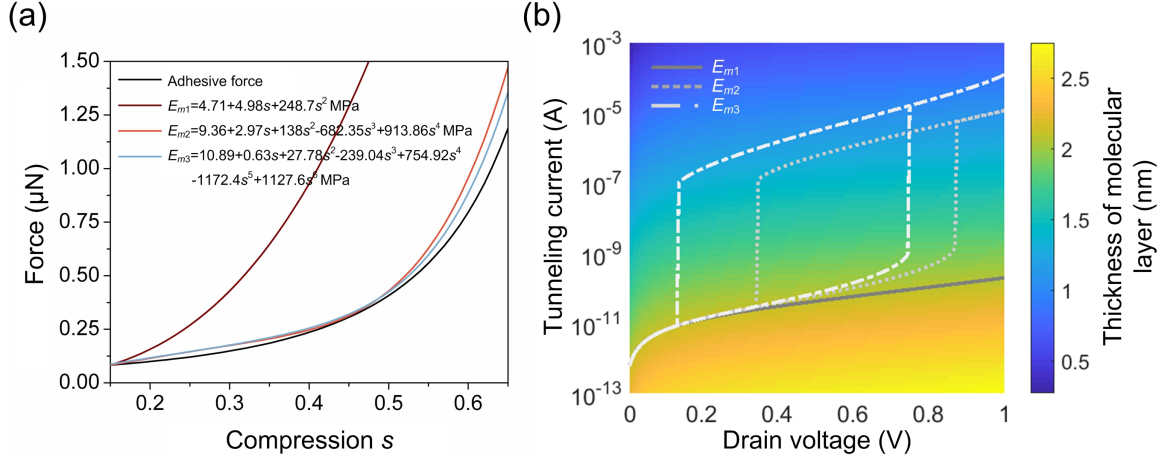 (a)
1.50
1.25
1.00
0.75
0.50
0.25
0.00
Force (μN)
Adhesive force
Em1=4.71+4.98s+248.7s² MPa
Em2=9.36+2.97s+138s²-682.35s³+913.86s⁴ MPa
Em3=10.89+0.63s+27.78s²-239.04s³+754.92s⁴
-1172.4s⁵+1127.6s⁶ MPa
0.2 0.3 0.4 0.5 0.6
Compression s
(b)
10⁻³
10⁻⁵
10⁻⁷
10⁻⁹
10⁻¹¹
10⁻¹³
Tunneling current (A)
Em1
Em2
Em3
0 0.2 0.4 0.6 0.8 1
Drain voltage (V)
2.5
2
1.5
1
0.5
Thickness of molecular
layer (nm)